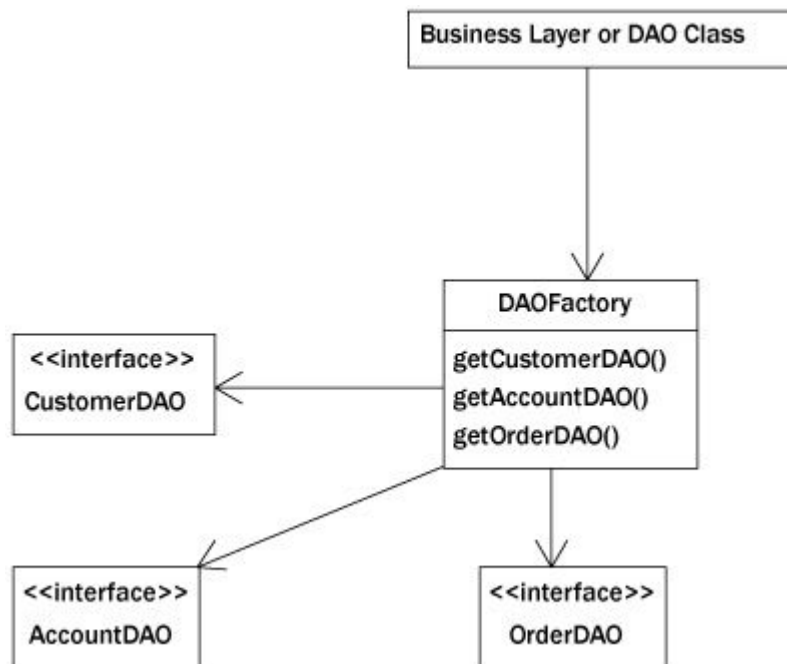 Business Layer or DAO Class
DAOFactory
getCustomerDAO()
getAccountDAO()
getOrderDAO()
<<interface>>
CustomerDAO
<<interface>>
AccountDAO
<<interface>>
OrderDAO